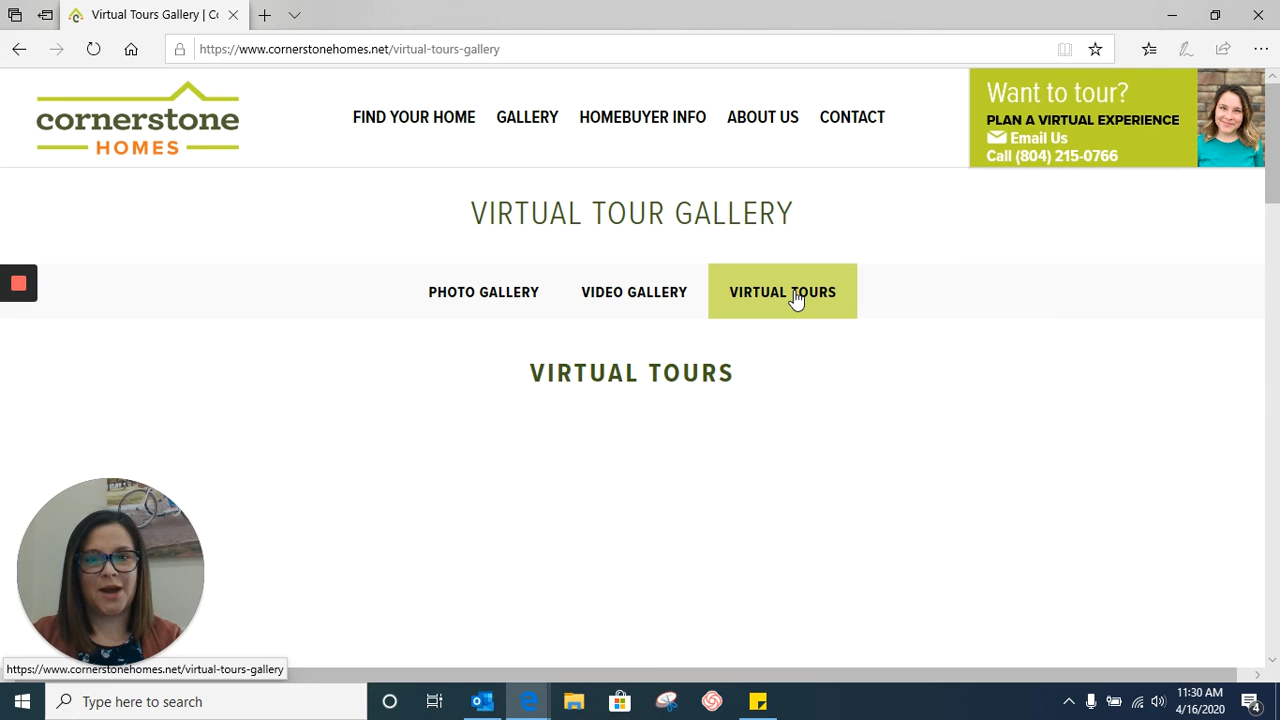 Virtual Tours Gallery | Co
https://www.cornerstonehomes.net/virtual-tours-gallery
cornerstone
HOMES
FIND YOUR HOME
GALLERY
HOMEBUYER INFO
ABOUT US
CONTACT
Want to tour?
PLAN A VIRTUAL EXPERIENCE
Email Us
Call (804) 215-0766
VIRTUAL TOUR GALLERY
PHOTO GALLERY
VIDEO GALLERY
VIRTUAL TOURS
VIRTUAL TOURS
https://www.cornerstonehomes.net/virtual-tours-gallery
Type here to search
11:30 AM
4/16/2020
4